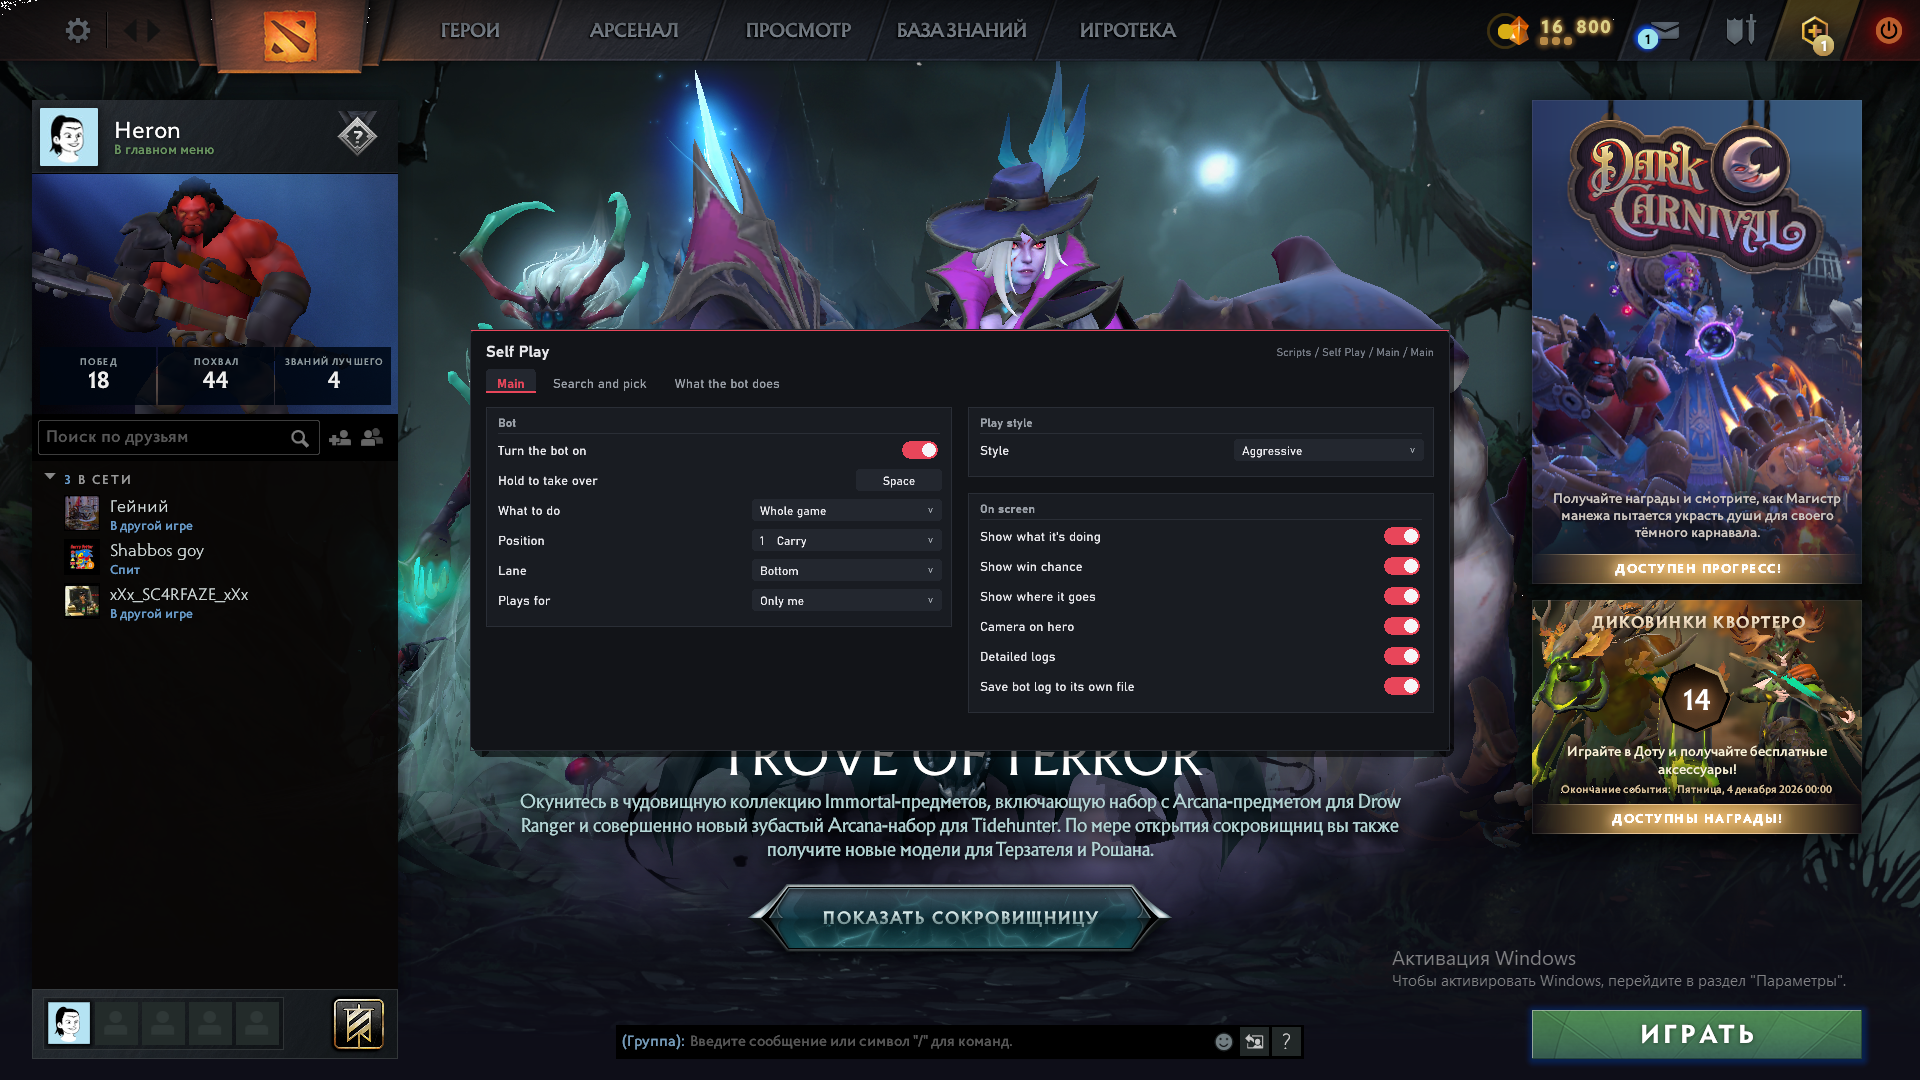 ГЕРОИ
АРСЕНАЛ
ПРОСМОТР
БАЗА ЗНАНИЙ
ИГРОТЕКА
16 800
1
1
Heron
В главном меню
?
ПОБЕД
18
ПОХВАЛ
44
ЗВАНИЙ ЛУЧШЕГО
4
Поиск по друзьям
3 В СЕТИ
Гейний
В другой игре
Shabbos goy
Спит
xXx_SC4RFAZE_xXx
В другой игре
Self Play
Scripts / Self Play / Main / Main
Main
Search and pick
What the bot does
Bot
Turn the bot on
Hold to take over
Space
What to do
Whole game
Position
1 Carry
Lane
Bottom
Plays for
Only me
Play style
Style
Aggressive
On screen
Show what it's doing
Show win chance
Show where it goes
Camera on hero
Detailed logs
Save bot log to its own file
TROVE OF TERROR
Окунитесь в чудовищную коллекцию Immortal-предметов, включающую набор с Arcana-предметом для Drow
Ranger и совершенно новый зубастый Arcana-набор для Tidehunter. По мере открытия сокровищниц вы также
получите новые модели для Терзателя и Рошана.
ПОКАЗАТЬ СОКРОВИЩНИЦУ
DARK
CARNIVAL
Получайте награды и смотрите, как Магистр
манежа пытается украсть души для своего
тёмного карнавала.
ДОСТУПЕН ПРОГРЕСС!
ДИКОВИНКИ КВОРТЕРО
14
Играйте в Доту и получайте бесплатные
аксессуары!
Окончание события: Пятница, 4 декабря 2026 00:00
ДОСТУПНЫ НАГРАДЫ!
Активация Windows
Чтобы активировать Windows, перейдите в раздел "Параметры".
(Группа): Введите сообщение или символ "/" для команд.
?
ИГРАТЬ